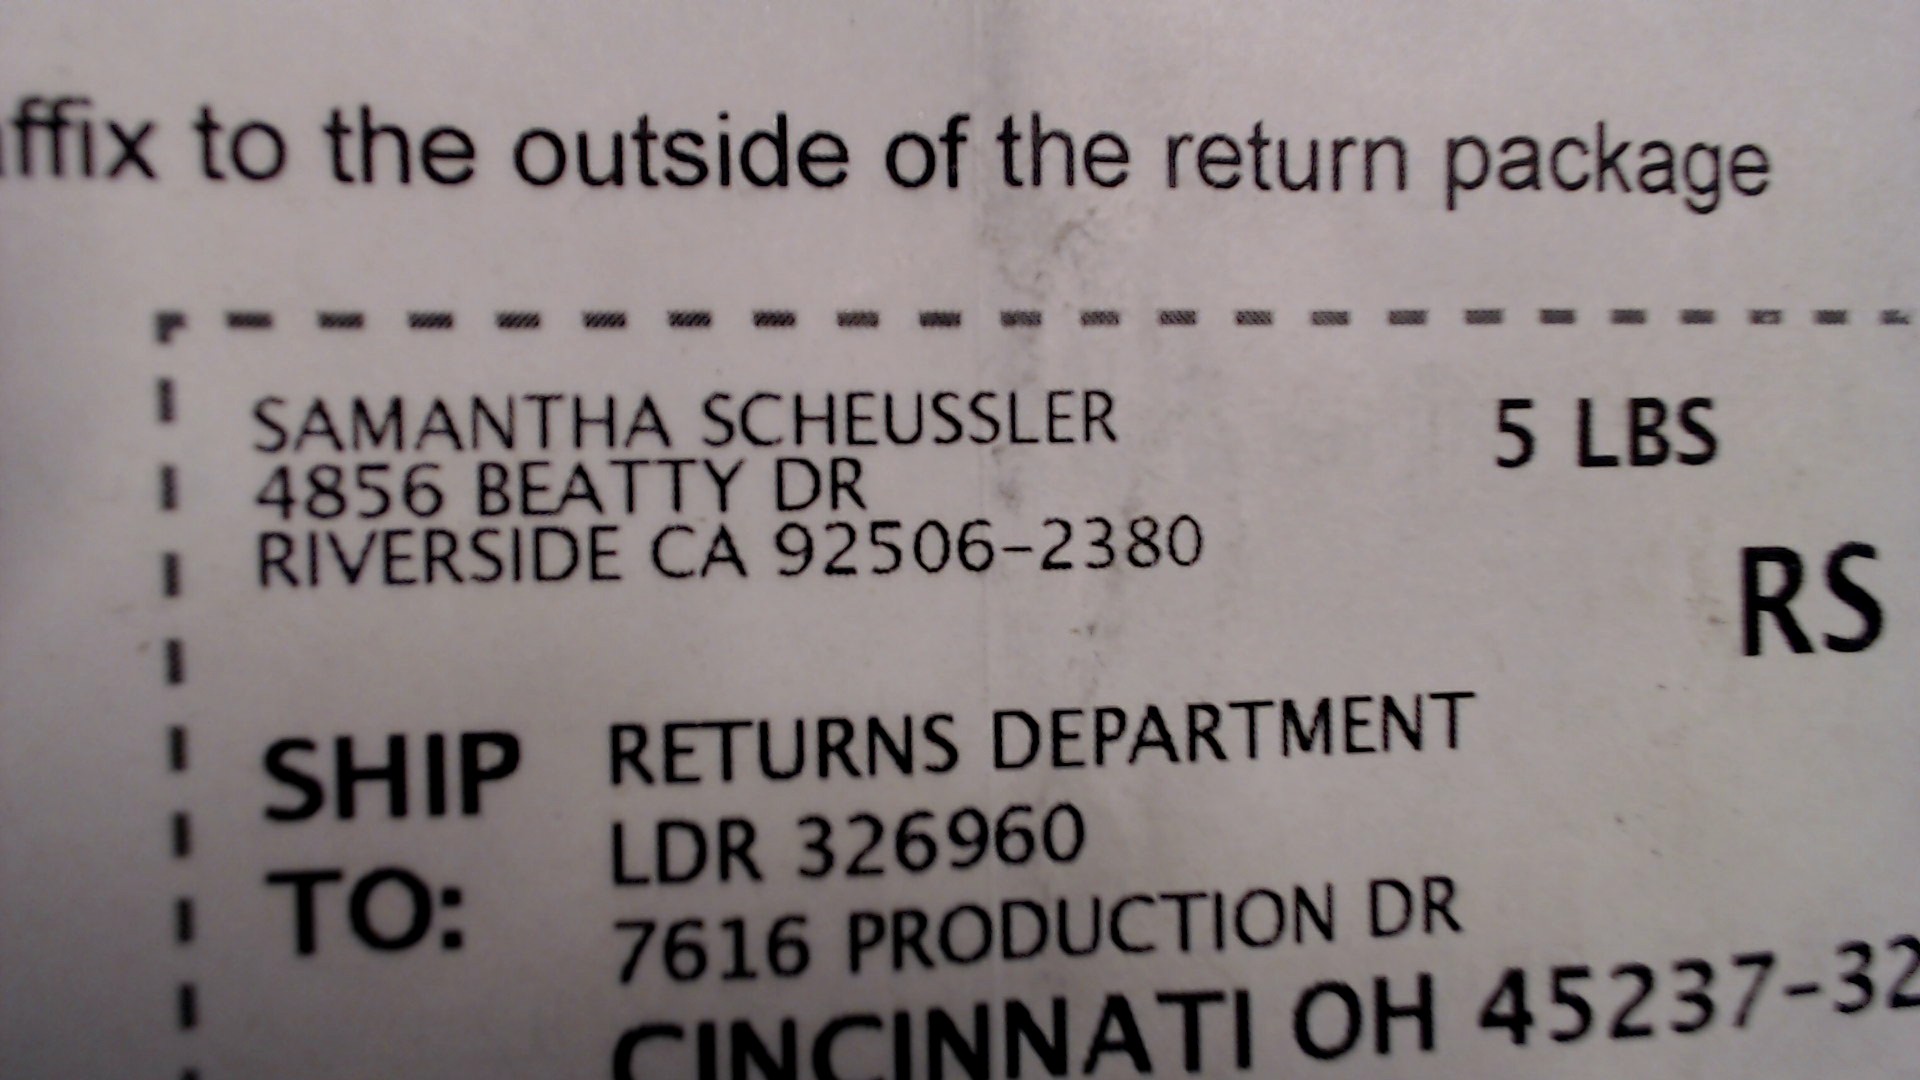 affix to the outside of the return package
SAMANTHA SCHEUSSLER
4856 BEATTY DR
RIVERSIDE CA 92506-2380
5 LBS
RS
SHIP
TO:
RETURNS DEPARTMENT
LDR 326960
7616 PRODUCTION DR
CINCINNATI OH 45237-32